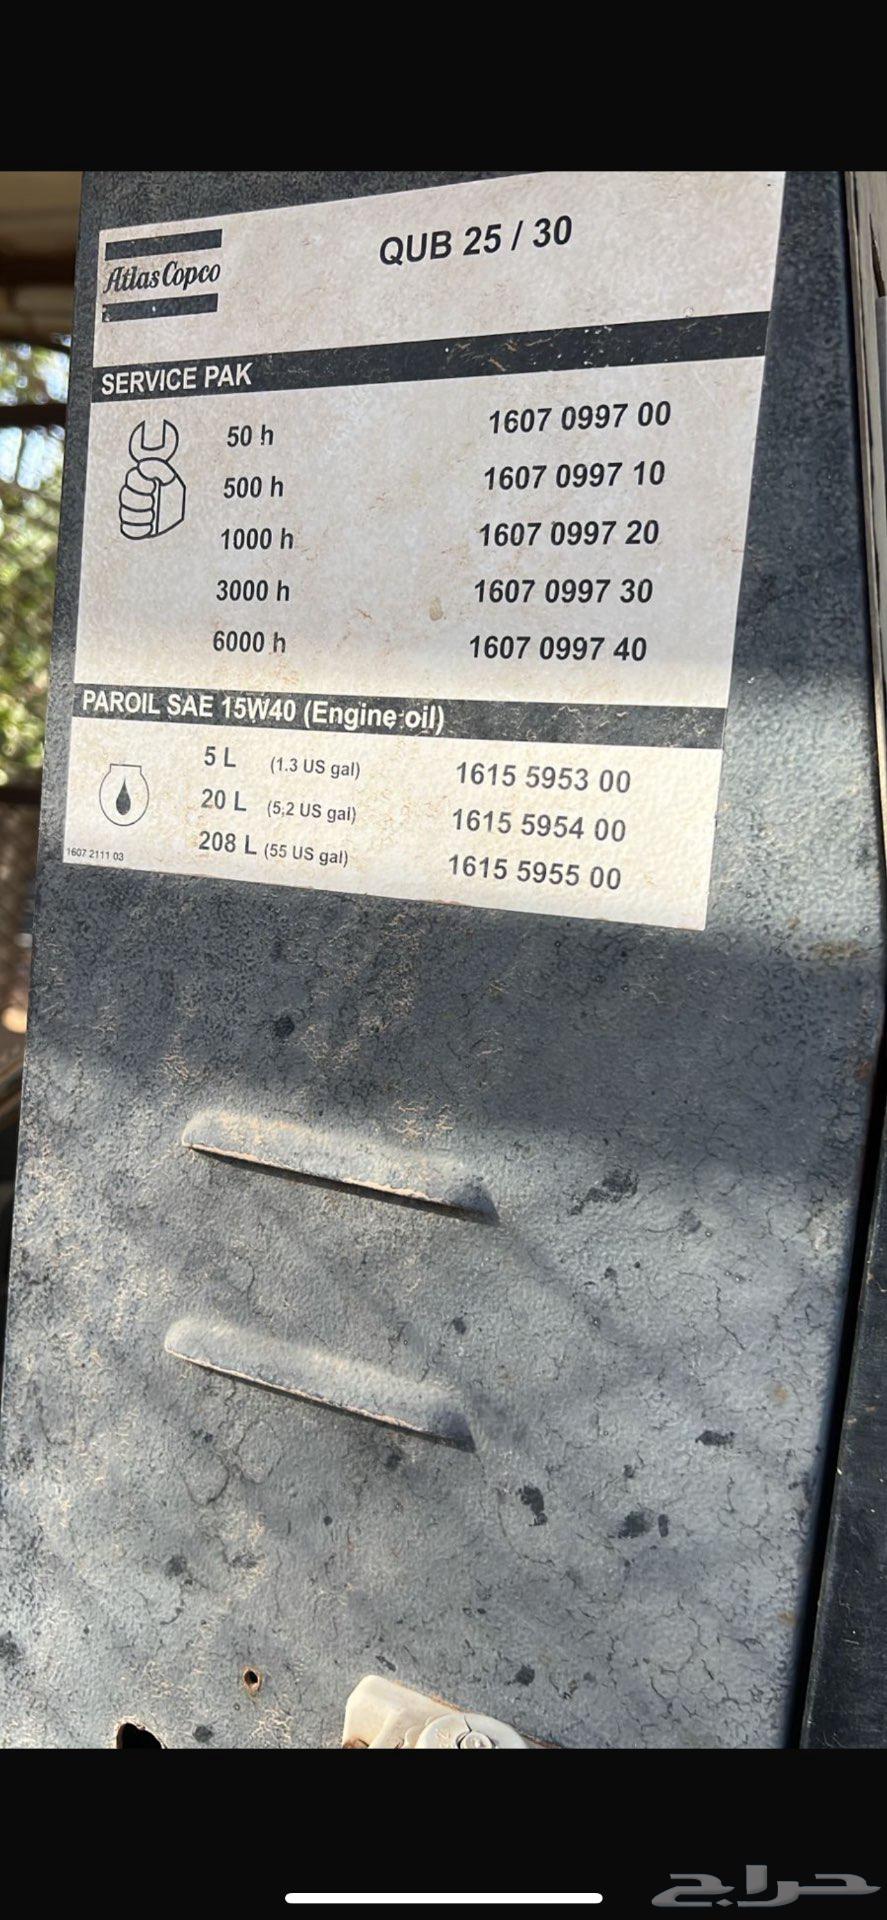 Atlas Copco
QUB 25 / 30
SERVICE PAK
50 h 1607 0997 00
500 h 1607 0997 10
1000 h 1607 0997 20
3000 h 1607 0997 30
6000 h 1607 0997 40
PAROIL SAE 15W40 (Engine oil)
5 L (1.3 US gal) 1615 5953 00
20 L (5,2 US gal) 1615 5954 00
208 L (55 US gal) 1615 5955 00
1607 2111 03
حراج